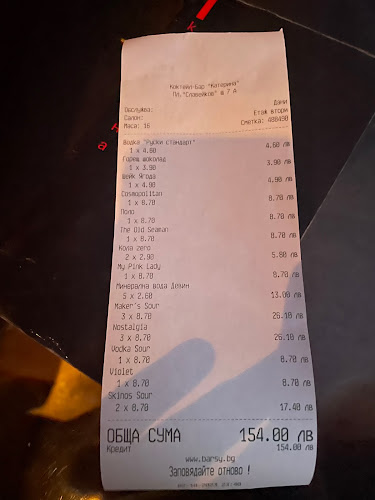 Коктейл-Бар "Катерина"
Пл."Славейков" № 7 А
Обслужва: Дани
Салон: Етаж втори
Маса: 16 Сметка: 480490
Водка "Руски стандарт"
1 x 4.60 4.60 лв
Горещ шоколад
1 x 3.90 3.90 лв
Шейк Ягода
1 x 4.90 4.90 лв
Cosmopolitan
1 x 8.70 8.70 лв
Поло
1 x 8.70 8.70 лв
The Old Seaman
1 x 8.70 8.70 лв
Кола zero
2 x 2.90 5.80 лв
My Pink Lady
1 x 8.70 8.70 лв
Минерална вода Девин
5 x 2.60 13.00 лв
Maker's Sour
3 x 8.70 26.10 лв
Nostalgia
3 x 8.70 26.10 лв
Vodka Sour
1 x 8.70 8.70 лв
Violet
1 x 8.70 8.70 лв
Skinos Sour
2 x 8.70 17.40 лв
ОБЩА СУМА 154.00 лв
Кредит 154.00 лв
www.barsy.bg
Заповядайте отново !